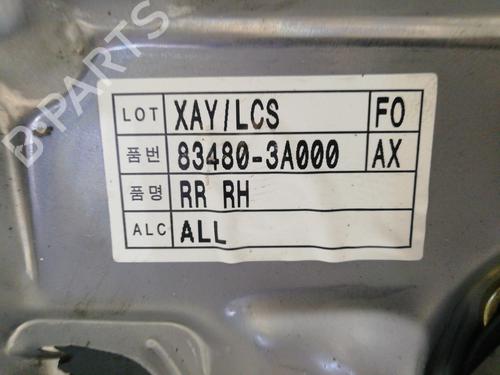 B-PARTS
LOT XAY/LCS FO
품번 83480-3A000 AX
품명 RR RH
ALC ALL